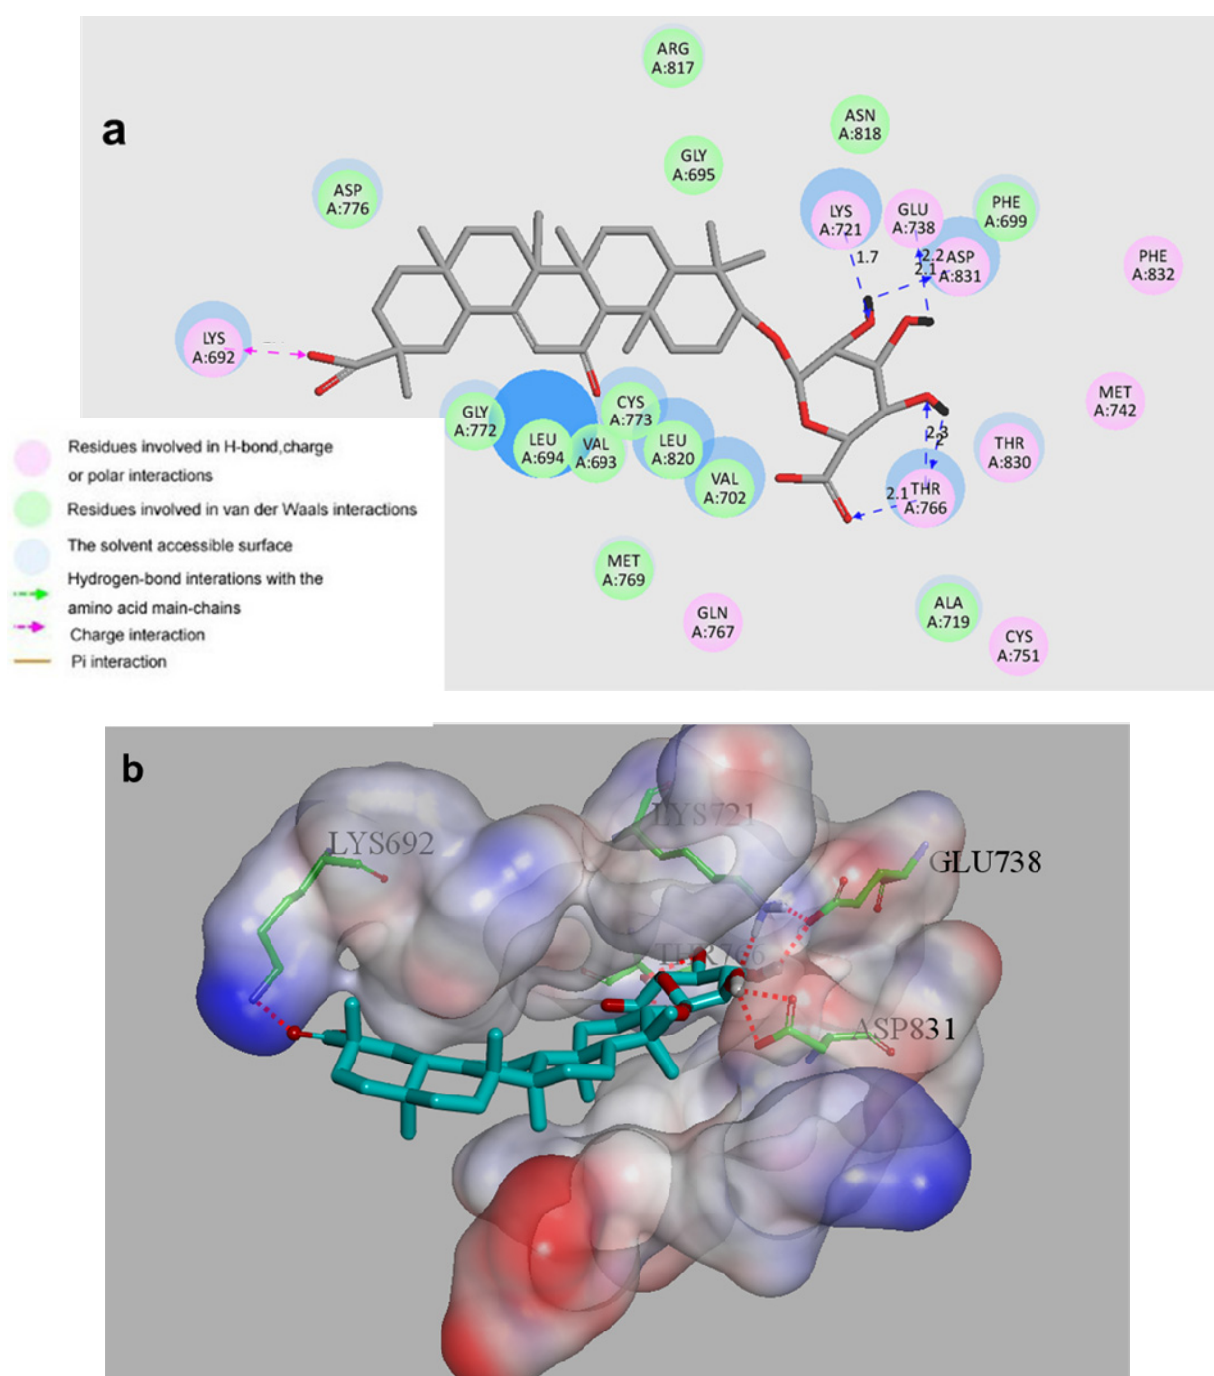 a
ARG
A:817
ASN
A:818
GLY
A:695
ASP
A:776
LYS
A:721
GLU
A:738
PHE
A:699
ASP
A:831
PHE
A:832
1.7
2.2
2.1
LYS
A:692
MET
A:742
GLY
A:772
LEU
A:694
VAL
A:693
CYS
A:773
LEU
A:820
VAL
A:702
THR
A:830
2.3
THR
A:766
2.1
MET
A:769
GLN
A:767
ALA
A:719
CYS
A:751
Residues involved in H-bond,charge
or polar interactions
Residues involved in van der Waals interactions
The solvent accessible surface
Hydrogen-bond interations with the
amino acid main-chains
Charge interaction
Pi interaction
b
LYS721
LYS692
GLU738
THR766
ASP831